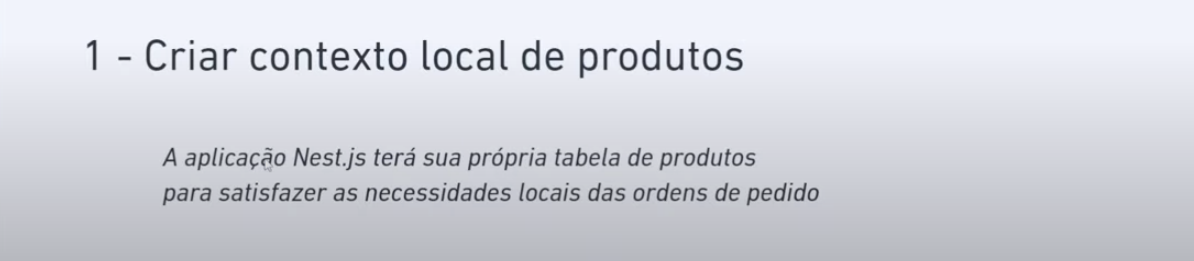 1 - Criar contexto local de produtos
A aplicação Nest.js terá sua própria tabela de produtos
para satisfazer as necessidades locais das ordens de pedido